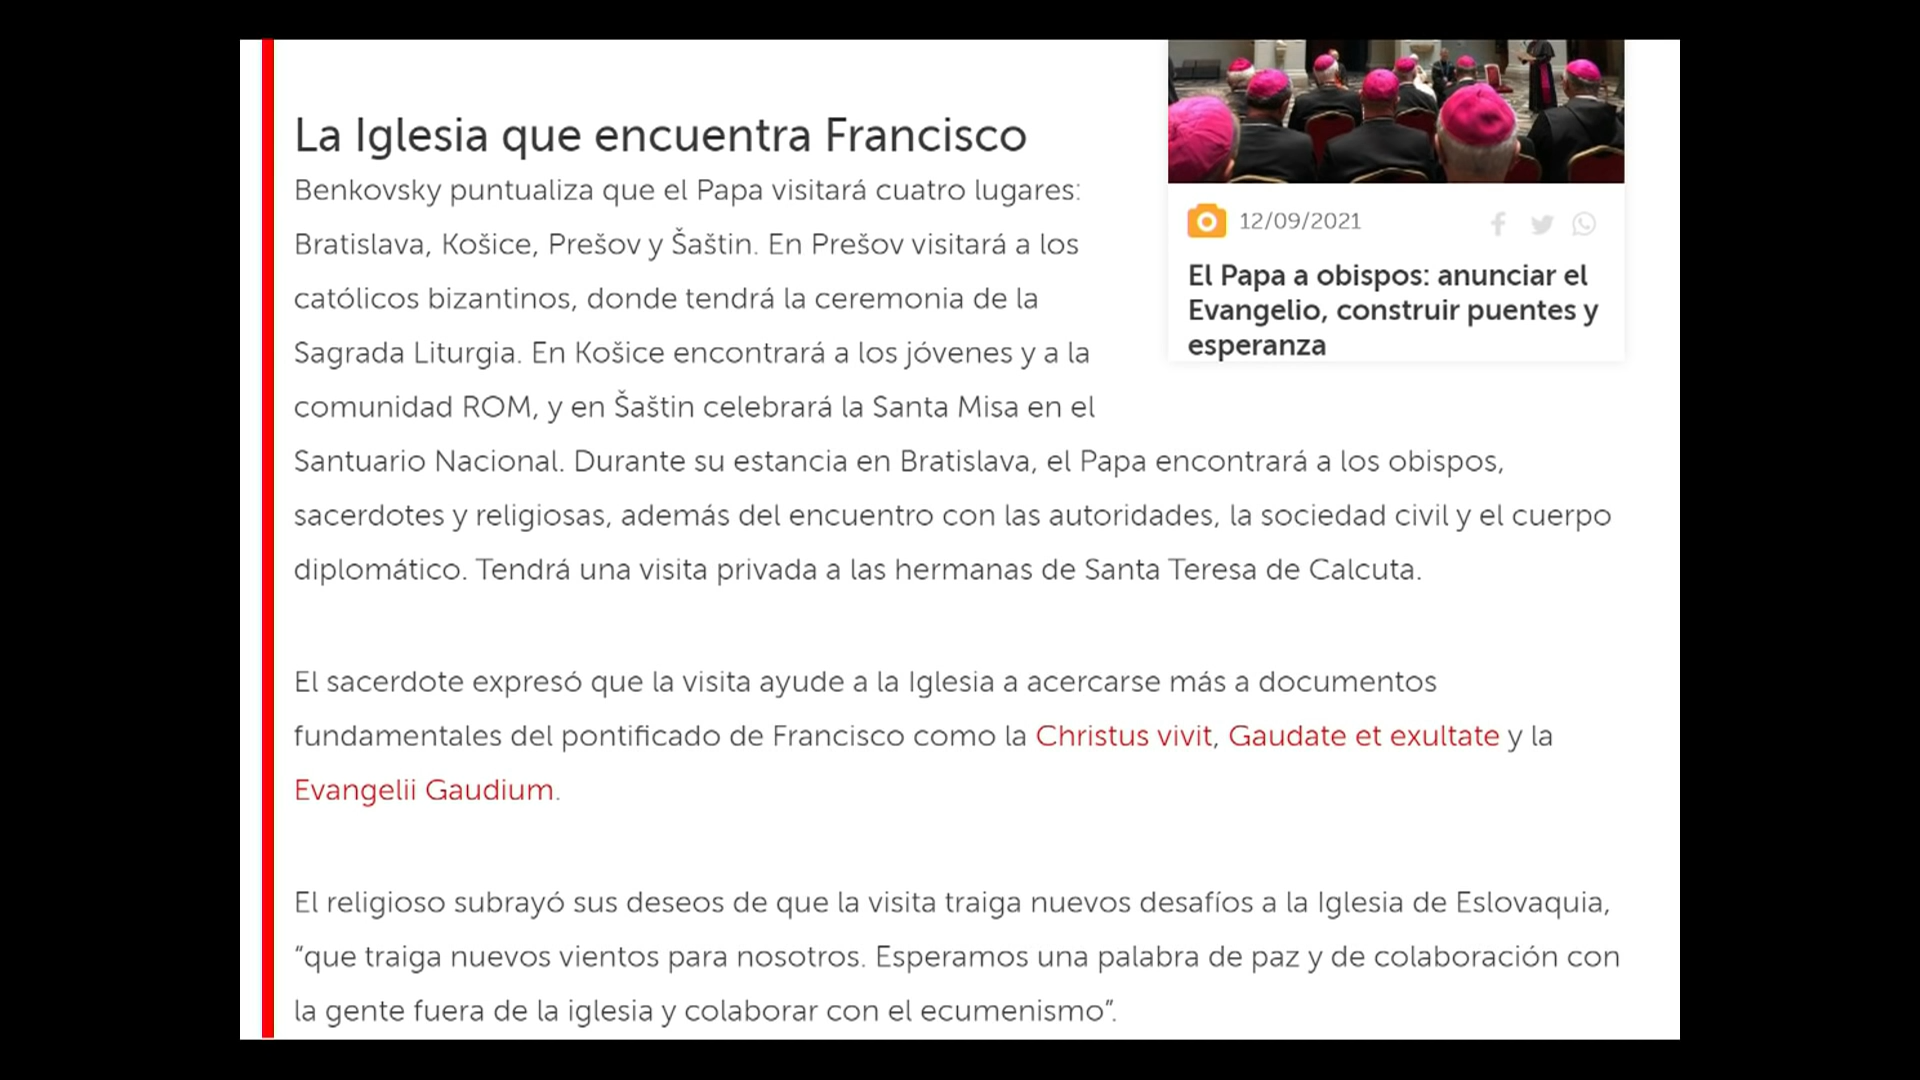 La Iglesia que encuentra Francisco
Benkovsky puntualiza que el Papa visitará cuatro lugares:
Bratislava, Košice, Prešov y Šaštin. En Prešov visitará a los
católicos bizantinos, donde tendrá la ceremonia de la
Sagrada Liturgia. En Košice encontrará a los jóvenes y a la
comunidad ROM, y en Šaštin celebrará la Santa Misa en el
Santuario Nacional. Durante su estancia en Bratislava, el Papa encontrará a los obispos,
sacerdotes y religiosas, además del encuentro con las autoridades, la sociedad civil y el cuerpo
diplomático. Tendrá una visita privada a las hermanas de Santa Teresa de Calcuta.
El sacerdote expresó que la visita ayude a la Iglesia a acercarse más a documentos
fundamentales del pontificado de Francisco como la Christus vivit, Gaudate et exultate y la
Evangelii Gaudium.
El religioso subrayó sus deseos de que la visita traiga nuevos desafíos a la Iglesia de Eslovaquia,
“que traiga nuevos vientos para nosotros. Esperamos una palabra de paz y de colaboración con
la gente fuera de la iglesia y colaborar con el ecumenismo”.
12/09/2021
El Papa a obispos: anunciar el
Evangelio, construir puentes y
esperanza